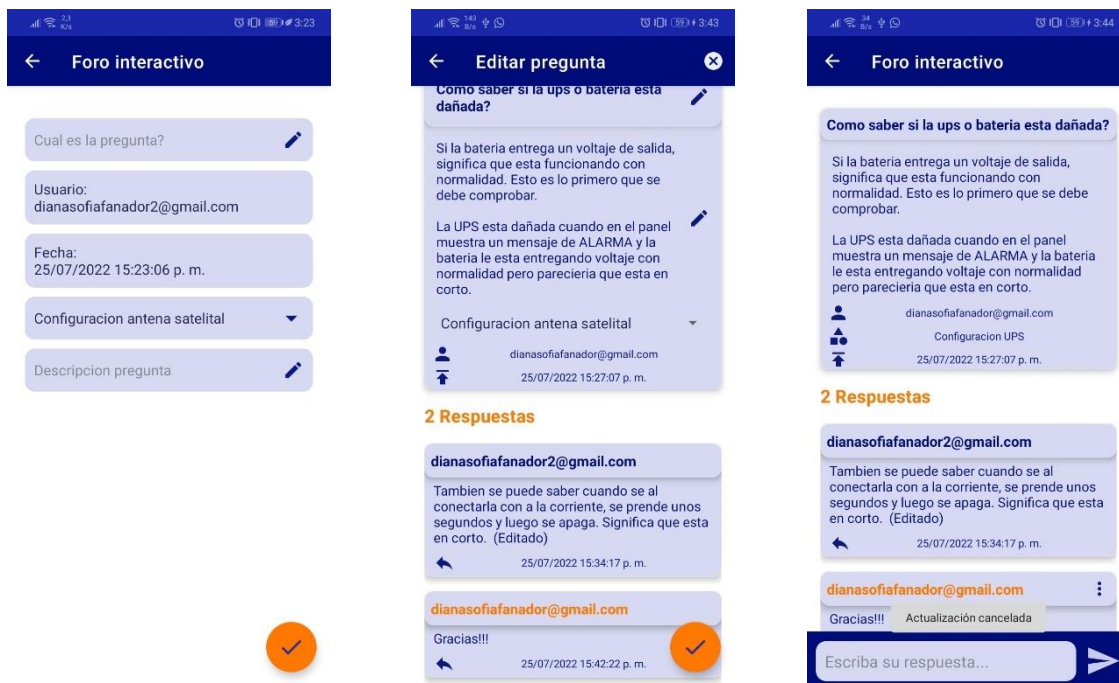 2,3
K/s
59
3:23
Foro interactivo
Cual es la pregunta?
Usuario:
dianasofiafanador2@gmail.com
Fecha:
25/07/2022 15:23:06 p. m.
Configuracion antena satelital
Descripcion pregunta
143
B/s
59
3:43
Editar pregunta
Como saber si la ups o bateria esta
dañada?
Si la bateria entrega un voltaje de salida,
significa que esta funcionando con
normalidad. Esto es lo primero que se
debe comprobar.
La UPS esta dañada cuando en el panel
muestra un mensaje de ALARMA y la
bateria le esta entregando voltaje con
normalidad pero pareciera que esta en
corto.
Configuracion antena satelital
dianasofiafanador@gmail.com
25/07/2022 15:27:07 p. m.
2 Respuestas
dianasofiafanador2@gmail.com
Tambien se puede saber cuando se al
conectarla con a la corriente, se prende unos
segundos y luego se apaga. Significa que esta
en corto. (Editado)
25/07/2022 15:34:17 p. m.
dianasofiafanador@gmail.com
Gracias!!!
25/07/2022 15:42:22 p. m.
34
B/s
59
3:44
Foro interactivo
Como saber si la ups o bateria esta dañada?
Si la bateria entrega un voltaje de salida,
significa que esta funcionando con
normalidad. Esto es lo primero que se debe
comprobar.
La UPS esta dañada cuando en el panel
muestra un mensaje de ALARMA y la bateria
le esta entregando voltaje con normalidad
pero pareciera que esta en corto.
dianasofiafanador@gmail.com
Configuracion UPS
25/07/2022 15:27:07 p. m.
2 Respuestas
dianasofiafanador2@gmail.com
Tambien se puede saber cuando se al
conectarla con a la corriente, se prende unos
segundos y luego se apaga. Significa que esta
en corto. (Editado)
25/07/2022 15:34:17 p. m.
dianasofiafanador@gmail.com
Gracias!!!
Actualización cancelada
Escriba su respuesta...